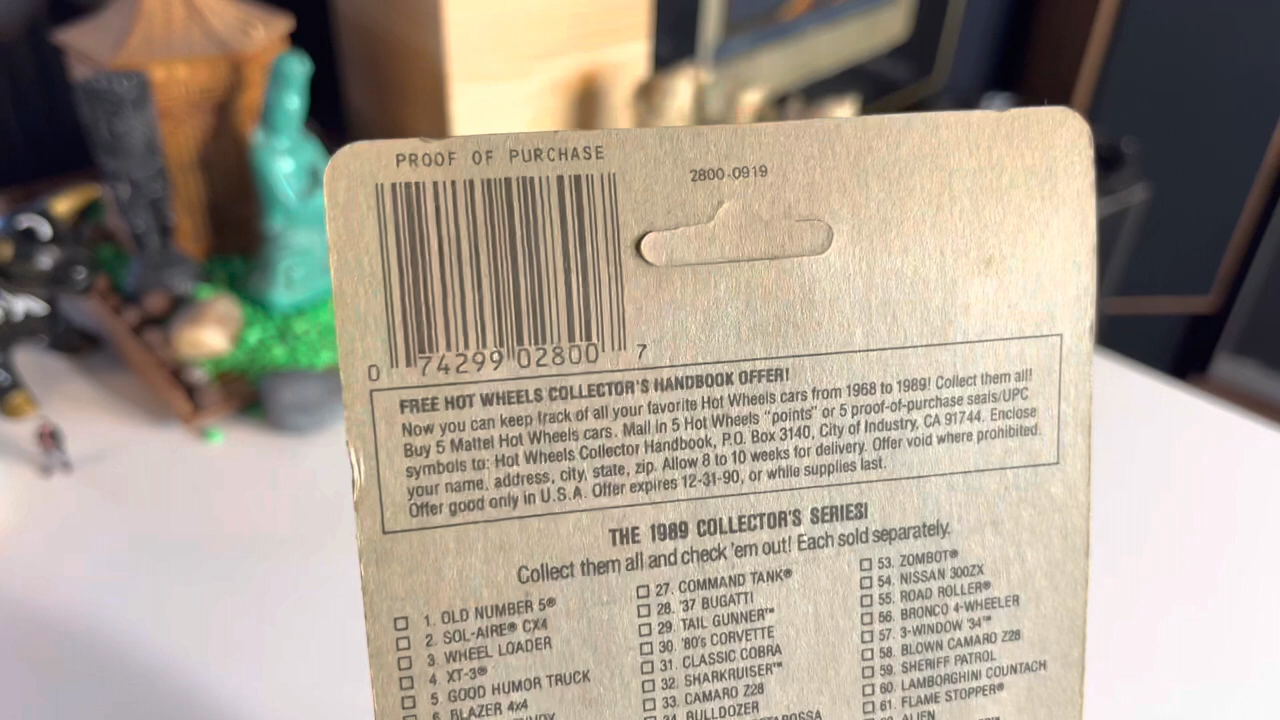 PROOF OF PURCHASE
2800-0919
0 74299 02800 7
FREE HOT WHEELS COLLECTOR'S HANDBOOK OFFER!
Now you can keep track of all your favorite Hot Wheels cars from 1968 to 1989! Collect them all!
Buy 5 Mattel Hot Wheels cars. Mail in 5 Hot Wheels "points" or 5 proof-of-purchase seals/UPC
symbols to: Hot Wheels Collector Handbook, P.O. Box 3140, City of Industry, CA 91744. Enclose
your name, address, city, state, zip. Allow 8 to 10 weeks for delivery. Offer void where prohibited.
Offer good only in U.S.A. Offer expires 12-31-90, or while supplies last.
THE 1989 COLLECTOR'S SERIES!
Collect them all and check 'em out! Each sold separately.
1. OLD NUMBER 5®
2. SOL-AIRE® CX4
3. WHEEL LOADER
4. XT-3®
5. GOOD HUMOR TRUCK
6. BLAZER 4x4
27. COMMAND TANK®
28. '37 BUGATTI
29. TAIL GUNNER™
30. '80's CORVETTE
31. CLASSIC COBRA
32. SHARKRUISER™
33. CAMARO Z28
34. BULLDOZER
53. ZOMBOT®
54. NISSAN 300ZX
55. ROAD ROLLER®
56. BRONCO 4-WHEELER
57. 3-WINDOW '34™
58. BLOWN CAMARO Z28
59. SHERIFF PATROL
60. LAMBORGHINI COUNTACH
61. FLAME STOPPER®
ALIEN